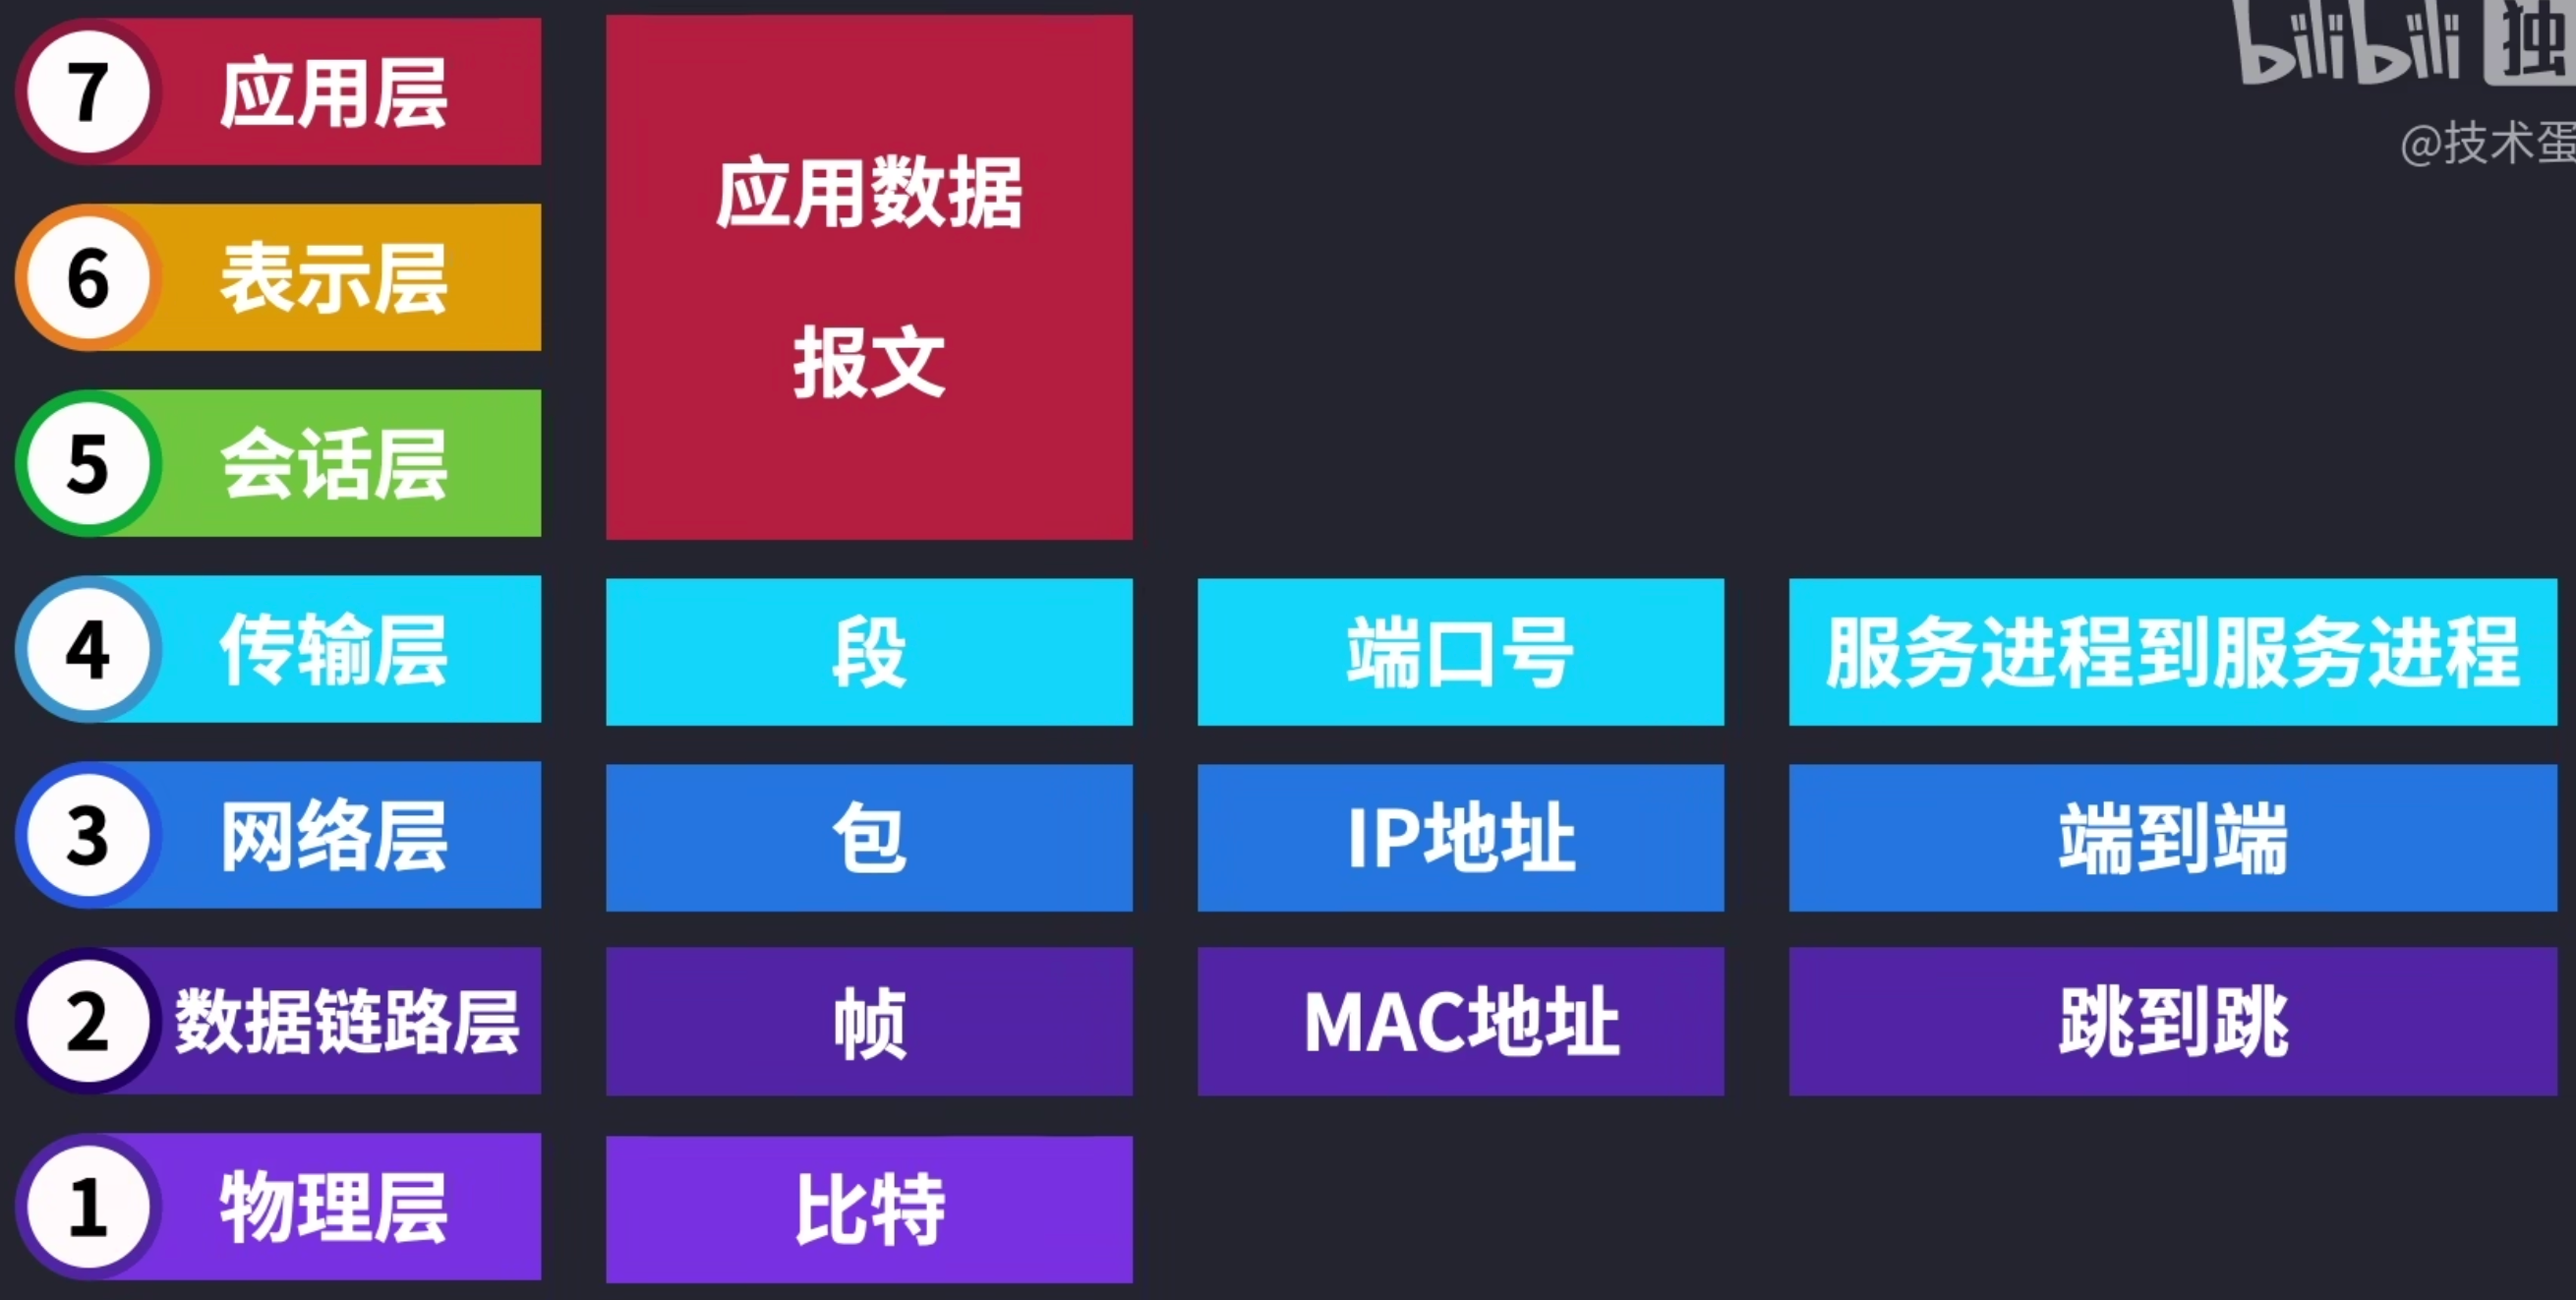 bilibili 独
@技术蛋
7 应用层
6 表示层
5 会话层
应用数据
报文
4 传输层 段 端口号 服务进程到服务进程
3 网络层 包 IP地址 端到端
2 数据链路层 帧 MAC地址 跳到跳
1 物理层 比特